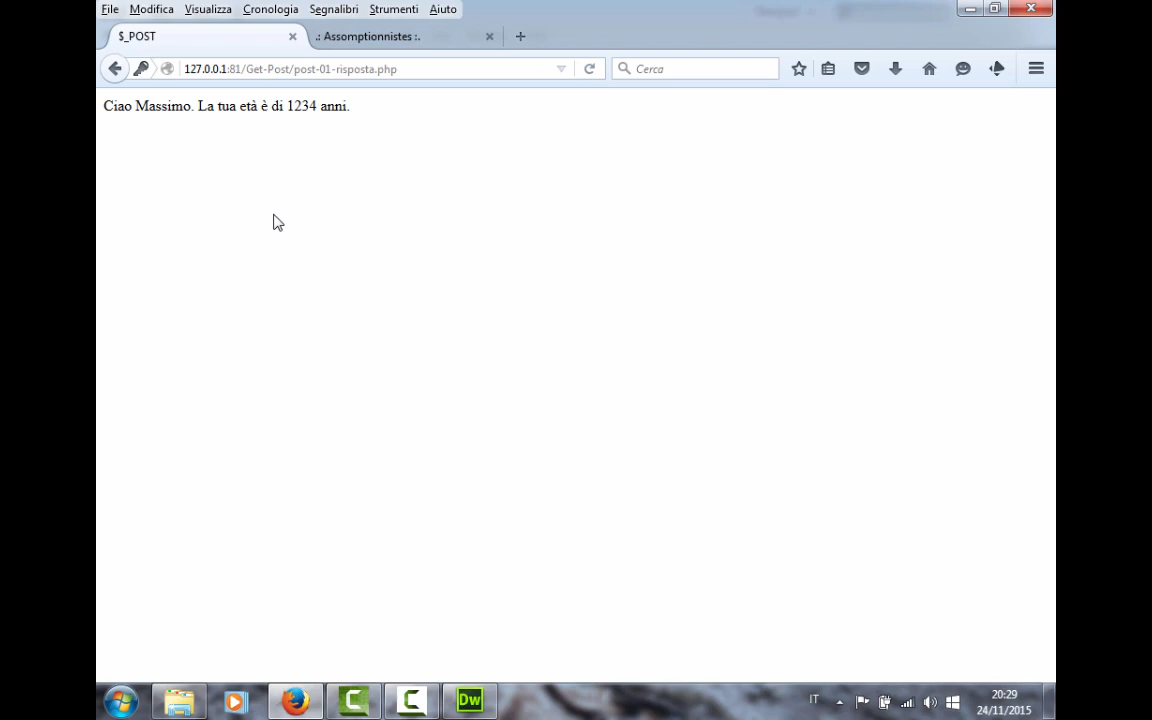 File Modifica Visualizza Cronologia Segnalibri Strumenti Aiuto
$_POST
.: Assomptionnistes :.
127.0.0.1:81/Get-Post/post-01-risposta.php
Cerca
Ciao Massimo. La tua età è di 1234 anni.
Dw
IT
20:29
24/11/2015